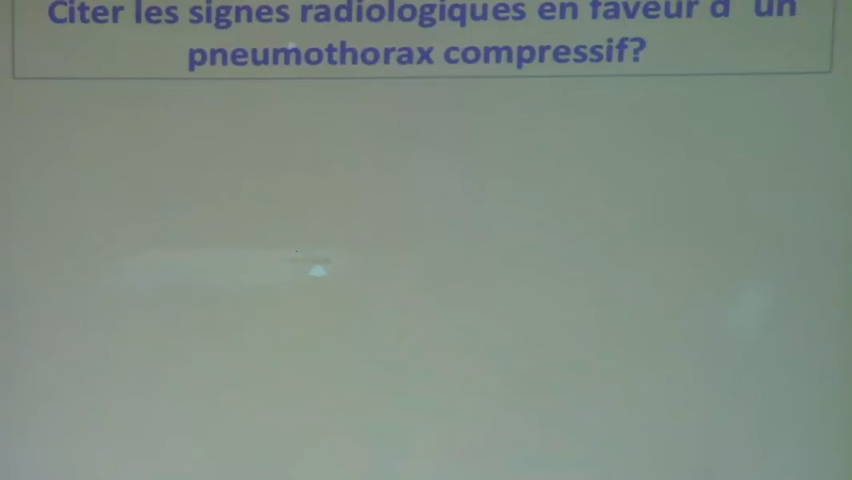 Citer les signes radiologiques en faveur d' un
pneumothorax compressif?